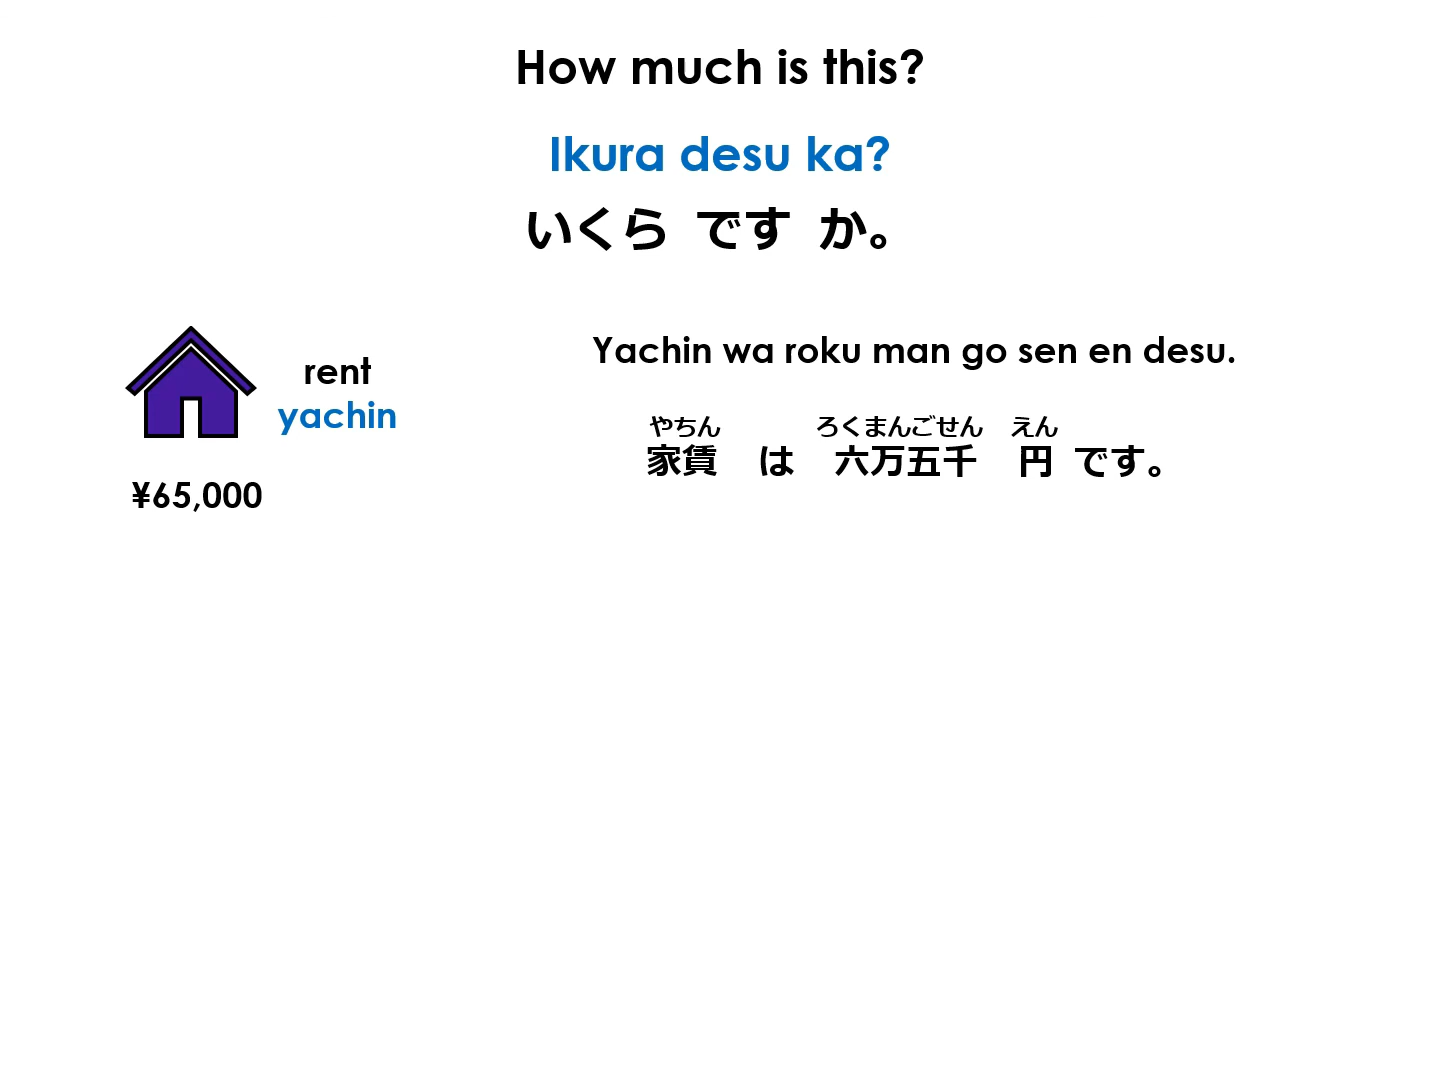 How much is this?
Ikura desu ka?
いくら です か。
rent
yachin
¥65,000
Yachin wa roku man go sen en desu.
やちん ろくまんごせん えん
家賃 は 六万五千 円 です。